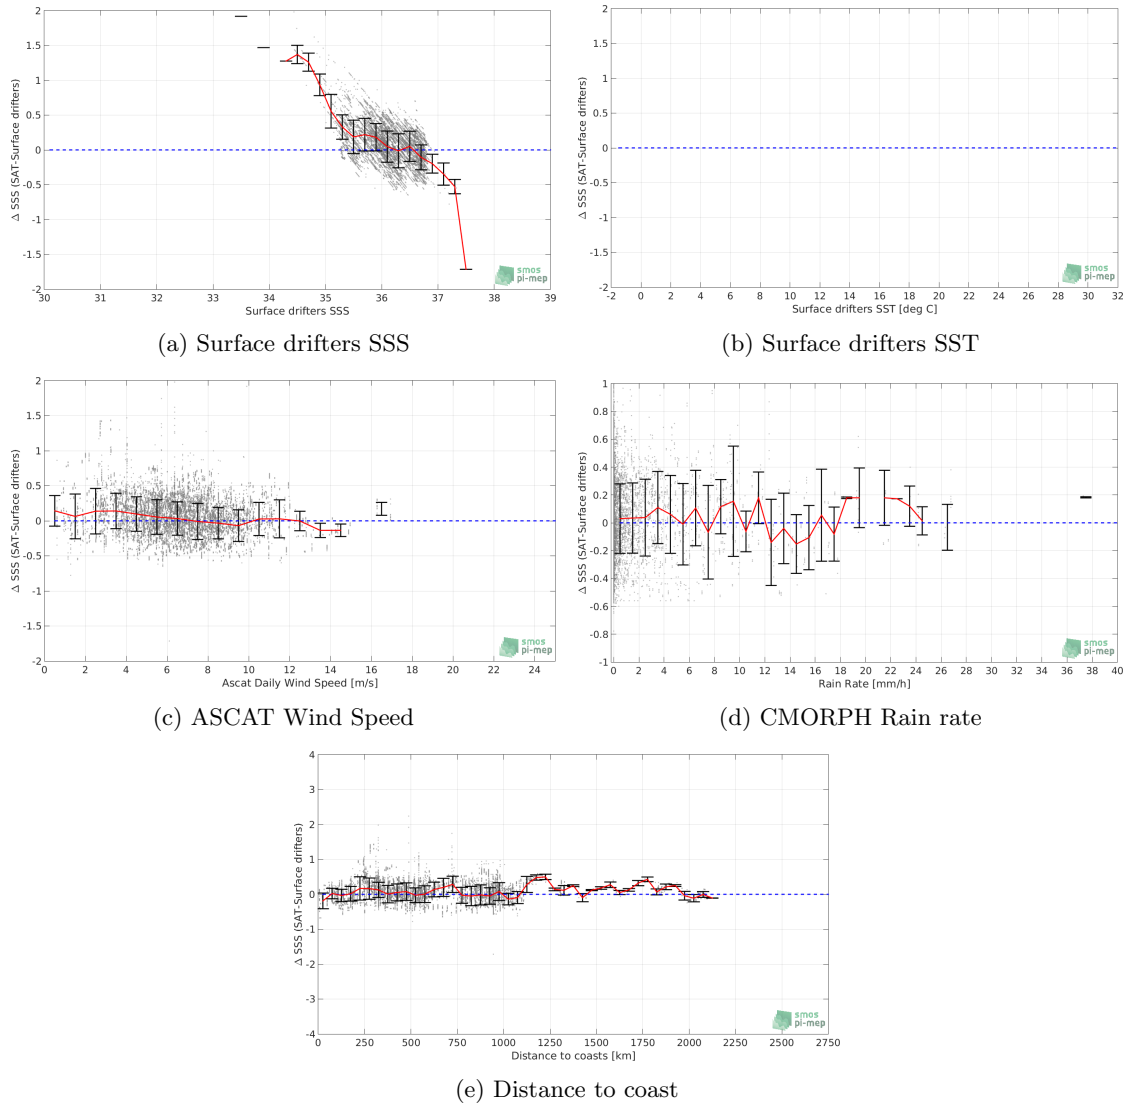 2
1.5
1
0.5
0
-0.5
-1
-1.5
-2
Δ SSS (SAT-Surface drifters)
30 31 32 33 34 35 36 37 38 39
Surface drifters SSS
smos
pi-mep
(a) Surface drifters SSS
2
1.5
1
0.5
0
-0.5
-1
-1.5
-2
Δ SSS (SAT-Surface drifters)
-2 0 2 4 6 8 10 12 14 16 18 20 22 24 26 28 30 32
Surface drifters SST [deg C]
smos
pi-mep
(b) Surface drifters SST
2
1.5
1
0.5
0
-0.5
-1
-1.5
-2
Δ SSS (SAT-Surface drifters)
0 2 4 6 8 10 12 14 16 18 20 22 24
Ascat Daily Wind Speed [m/s]
smos
pi-mep
(c) ASCAT Wind Speed
1
0.8
0.6
0.4
0.2
0
-0.2
-0.4
-0.6
-0.8
-1
Δ SSS (SAT-Surface drifters)
0 2 4 6 8 10 12 14 16 18 20 22 24 26 28 30 32 34 36 38 40
Rain Rate [mm/h]
smos
pi-mep
(d) CMORPH Rain rate
4
3
2
1
0
-1
-2
-3
-4
Δ SSS (SAT-Surface drifters)
0 250 500 750 1000 1250 1500 1750 2000 2250 2500 2750
Distance to coasts [km]
smos
pi-mep
(e) Distance to coast